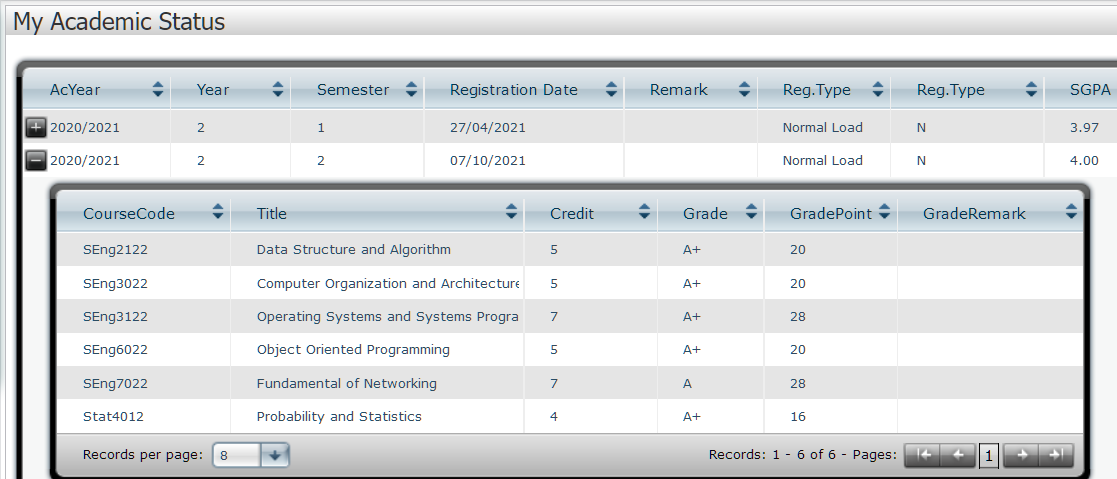 My Academic Status
AcYear Year Semester Registration Date Remark Reg.Type Reg.Type SGPA
2020/2021 2 1 27/04/2021 Normal Load N 3.97
2020/2021 2 2 07/10/2021 Normal Load N 4.00
CourseCode Title Credit Grade GradePoint GradeRemark
SEng2122 Data Structure and Algorithm 5 A+ 20
SEng3022 Computer Organization and Architecture 5 A+ 20
SEng3122 Operating Systems and Systems Progra 7 A+ 28
SEng6022 Object Oriented Programming 5 A+ 20
SEng7022 Fundamental of Networking 7 A 28
Stat4012 Probability and Statistics 4 A+ 16
Records per page: 8 Records: 1 - 6 of 6 - Pages: 1